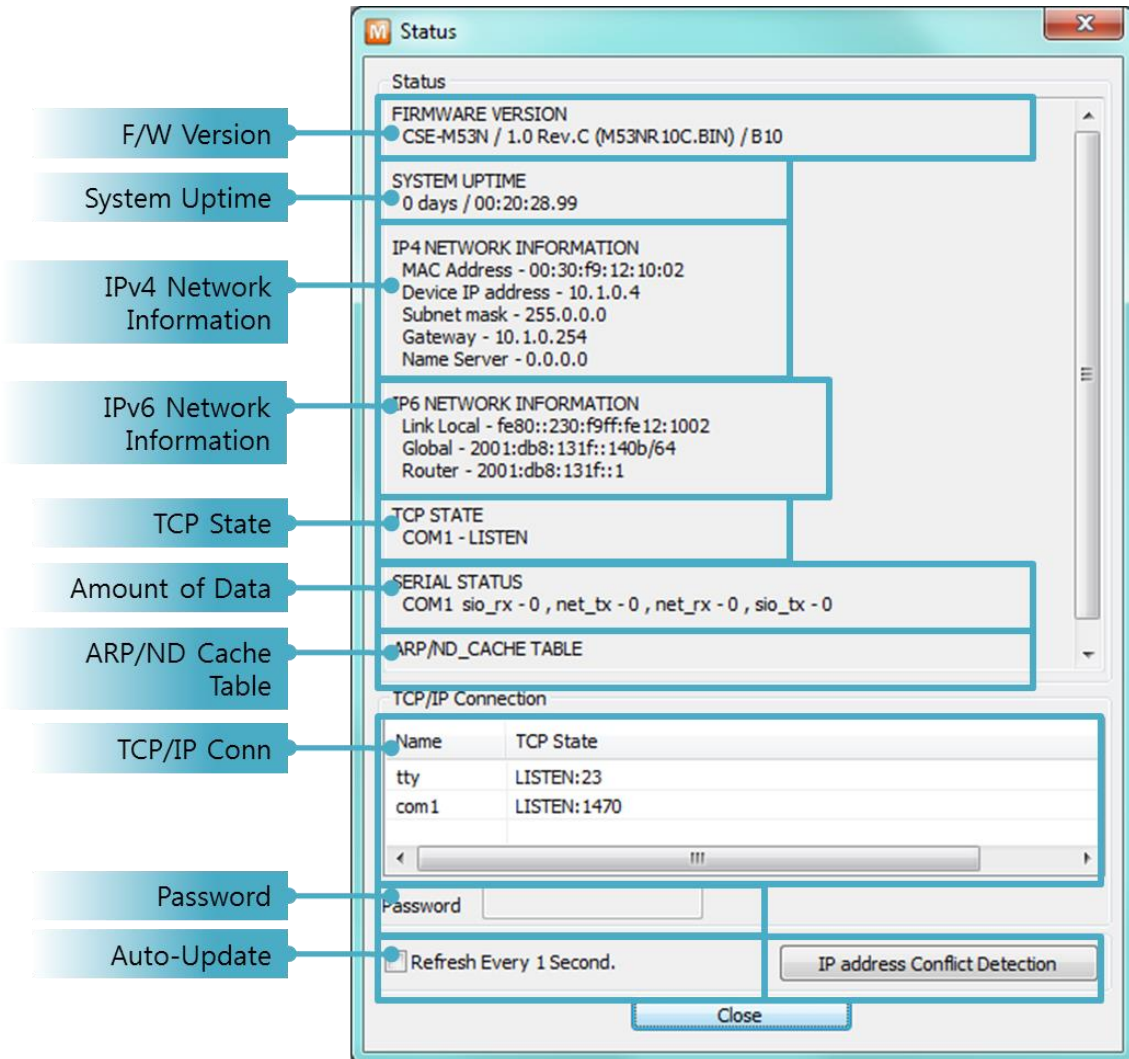 Status
Status
F/W Version
FIRMWARE VERSION
CSE-M53N / 1.0 Rev.C (M53NR10C.BIN) / B10
System Uptime
SYSTEM UPTIME
0 days / 00:20:28.99
IPv4 Network
Information
IP4 NETWORK INFORMATION
MAC Address - 00:30:f9:12:10:02
Device IP address - 10.1.0.4
Subnet mask - 255.0.0.0
Gateway - 10.1.0.254
Name Server - 0.0.0.0
IPv6 Network
Information
IP6 NETWORK INFORMATION
Link Local - fe80::230:f9ff:fe12:1002
Global - 2001:db8:131f::140b/64
Router - 2001:db8:131f::1
TCP State
TCP STATE
COM1 - LISTEN
Amount of Data
SERIAL STATUS
COM1 sio_rx - 0 , net_tx - 0 , net_rx - 0 , sio_tx - 0
ARP/ND Cache
Table
ARP/ND_CACHE TABLE
TCP/IP Connection
TCP/IP Conn
Name TCP State
tty LISTEN:23
com1 LISTEN:1470
Password
Password
Auto-Update
Refresh Every 1 Second.
IP address Conflict Detection
Close